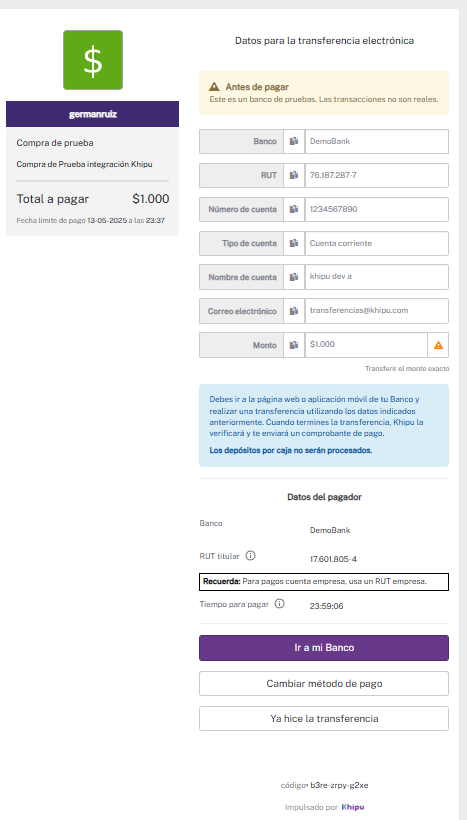 $
germanruiz
Compra de prueba
Compra de Prueba integración Khipu
Total a pagar $1.000
Fecha límite de pago 13-05-2025 a las 23:37
Datos para la transferencia electrónica
Antes de pagar
Este es un banco de pruebas. Las transacciones no son reales.
Banco DemoBank
RUT 76.187.287-7
Número de cuenta 1234567890
Tipo de cuenta Cuenta corriente
Nombre de cuenta khipu dev a
Correo electrónico transferencias@khipu.com
Monto $1.000
Transferir el monto exacto
Debes ir a la página web o aplicación móvil de tu Banco y
realizar una transferencia utilizando los datos indicados
anteriormente. Cuando termines la transferencia, Khipu la
verificará y te enviará un comprobante de pago.
Los depósitos por caja no serán procesados.
Datos del pagador
Banco DemoBank
RUT titular 17.601.805-4
Recuerda: Para pagos cuenta empresa, usa un RUT empresa.
Tiempo para pagar 23:59:06
Ir a mi Banco
Cambiar método de pago
Ya hice la transferencia
código• b3re-zrpy-g2xe
Impulsado por Khipu